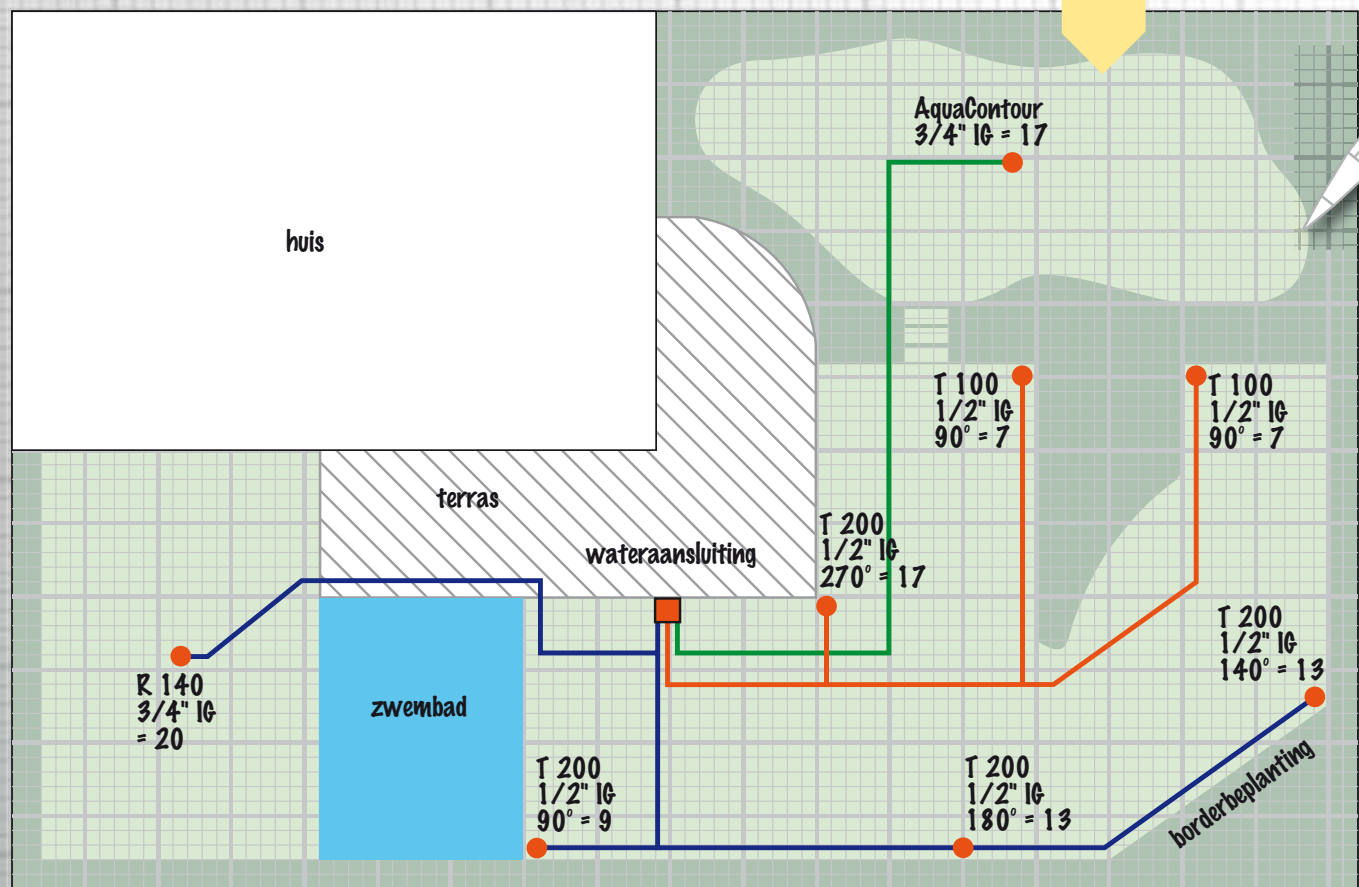 AquaContour
3/4" IG = 17
huis
T 100
1/2" IG
90° = 7
T 100
1/2" IG
90° = 7
terras
wateraansluiting
T 200
1/2" IG
270° = 17
T 200
1/2" IG
140° = 13
R 140
3/4" IG
= 20
zwembad
T 200
1/2" IG
90° = 9
T 200
1/2" IG
180° = 13
borderbeplanting